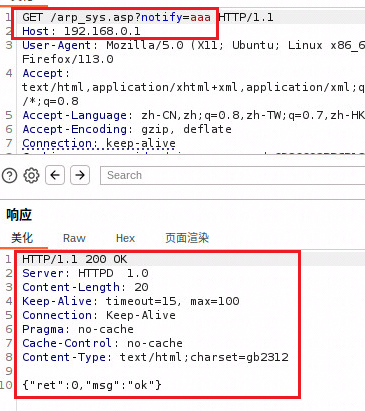 1 GET /arp_sys.asp?notify=aaa HTTP/1.1
2 Host: 192.168.0.1
3 User-Agent: Mozilla/5.0 (X11; Ubuntu; Linux x86_6
Firefox/113.0
4 Accept:
text/html,application/xhtml+xml,application/xml;q
/*;q=0.8
5 Accept-Language: zh-CN,zh;q=0.8,zh-TW;q=0.7,zh-HK
6 Accept-Encoding: gzip, deflate
7 Connection: keep-alive
Search
响应
美化 Raw Hex 页面渲染
1 HTTP/1.1 200 OK
2 Server: HTTPD 1.0
3 Content-Length: 20
4 Keep-Alive: timeout=15, max=100
5 Connection: Keep-Alive
6 Pragma: no-cache
7 Cache-Control: no-cache
8 Content-Type: text/html;charset=gb2312
9
10 {"ret":0,"msg":"ok"}